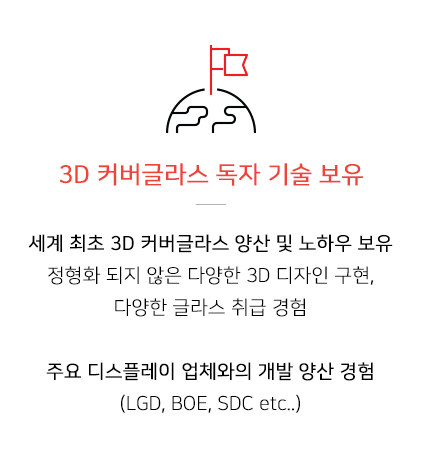 3D 커버글라스 독자 기술 보유
세계 최초 3D 커버글라스 양산 및 노하우 보유
정형화 되지 않은 다양한 3D 디자인 구현,
다양한 글라스 취급 경험
주요 디스플레이 업체와의 개발 양산 경험
(LGD, BOE, SDC etc..)